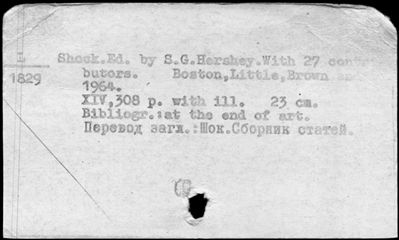 L
1829
Shock.Ed. by S.G.Hershey.With 27 contri
butors. Boston,Little,Brown
1964.
XIV,308 p. with ill. 23 cm.
Bibliogr.:at the end of art.
Перевод загл.:Шок.Сборник статей.